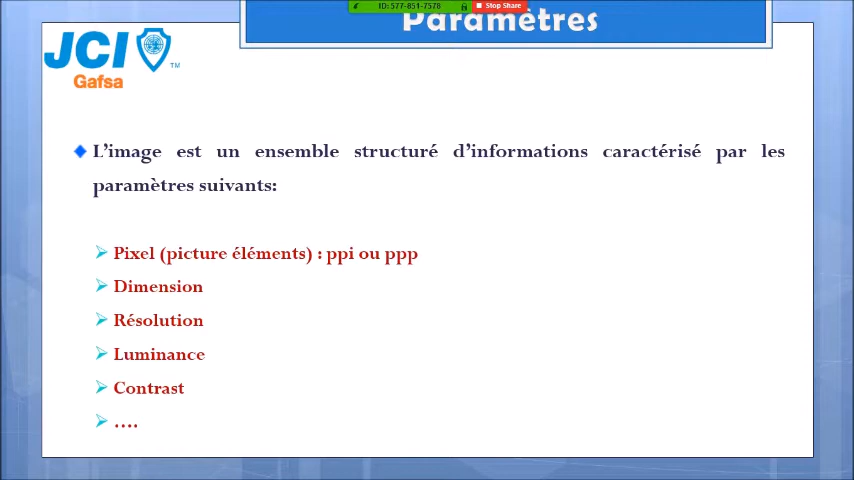 ID: 577-851-7578
Stop Share
Paramètres
JCI
TM
Gafsa
L’image est un ensemble structuré d’informations caractérisé par les
paramètres suivants:
Pixel (picture éléments) : ppi ou ppp
Dimension
Résolution
Luminance
Contrast
….